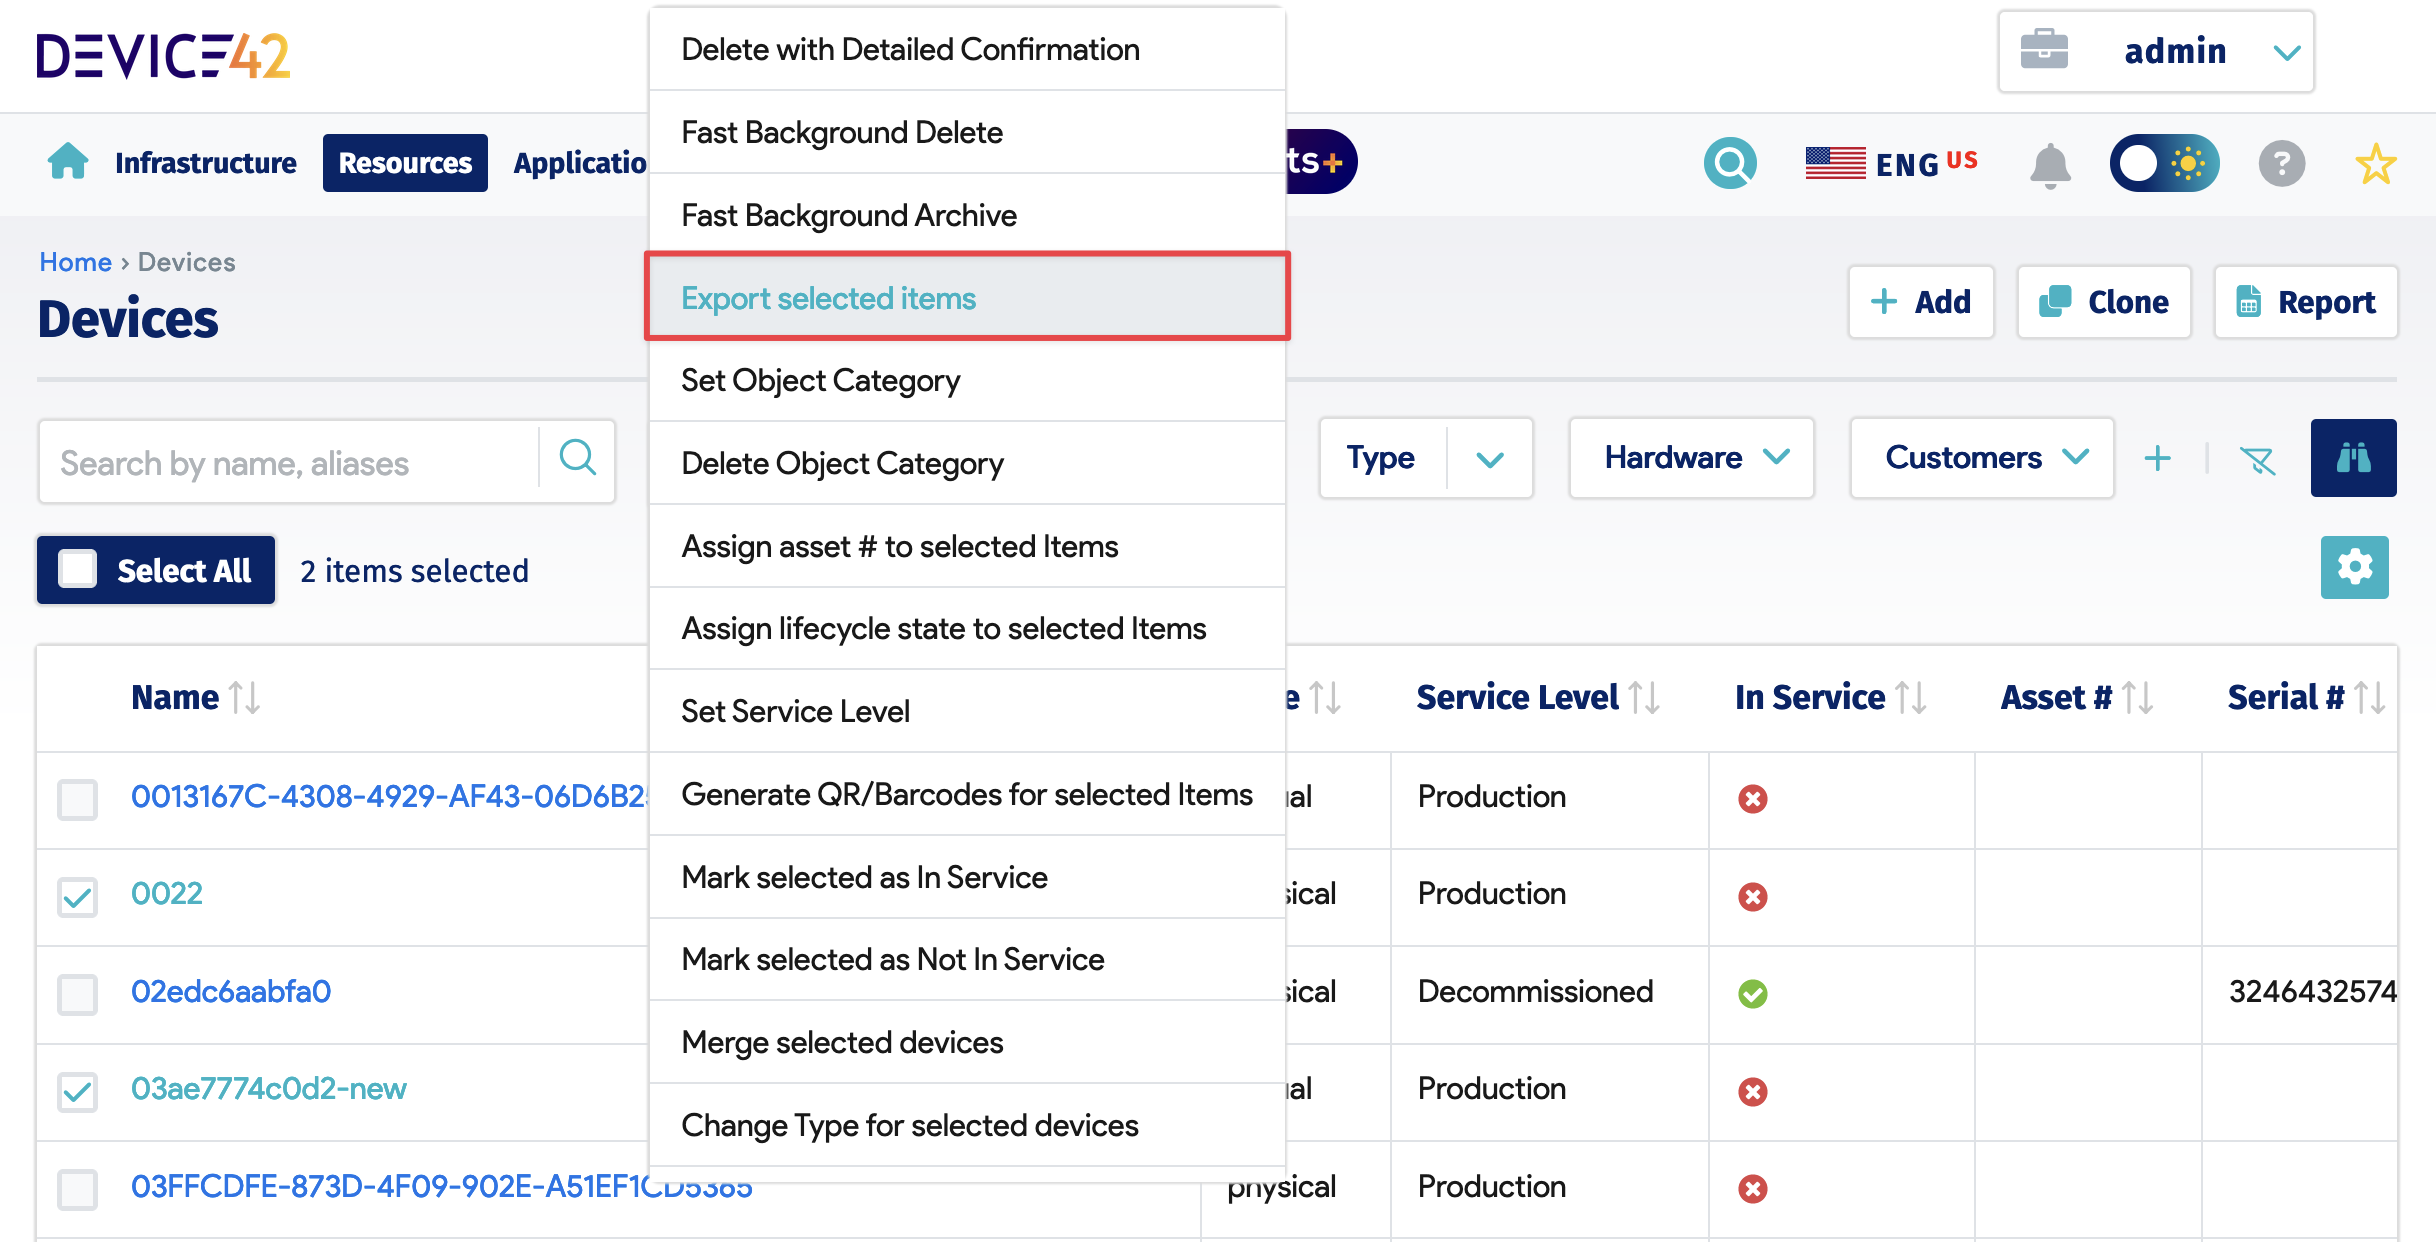 DEVICE42
admin
Infrastructure
Resources
ts+
ENG US
Home › Devices
Devices
Add
Clone
Report
Delete with Detailed Confirmation
Fast Background Delete
Fast Background Archive
Export selected items
Set Object Category
Delete Object Category
Assign asset # to selected Items
Assign lifecycle state to selected Items
Set Service Level
Generate QR/Barcodes for selected Items
Mark selected as In Service
Mark selected as Not In Service
Merge selected devices
Change Type for selected devices
Search by name, aliases
Type
Hardware
Customers
Select All
2 items selected
Name
Service Level
In Service
Asset #
Serial #
0013167C-4308-4929-AF43-06D6B2
Production
0022
Production
02edc6aabfa0
Decommissioned
3246432574
03ae7774c0d2-new
Production
03FFCDFE-873D-4F09-902E-A51EF1CD5365
physical
Production